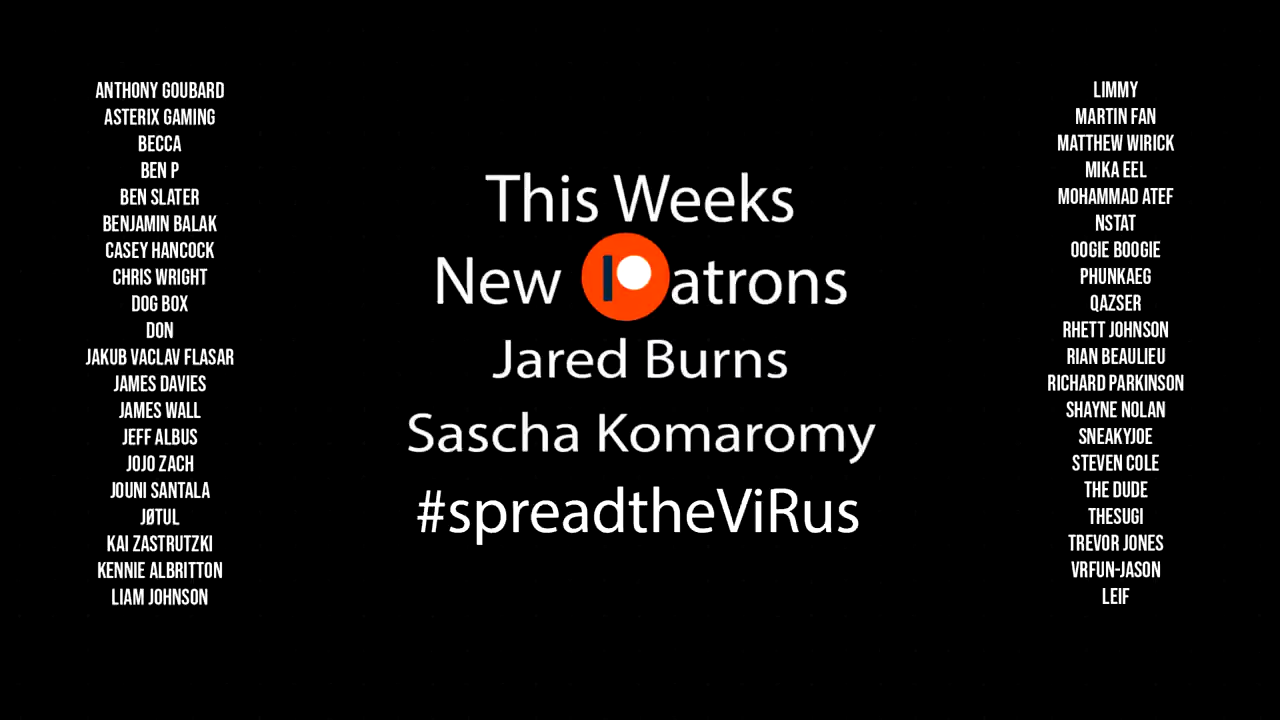 ANTHONY GOUBARD
ASTERIX GAMING
BECCA
BEN P
BEN SLATER
BENJAMIN BALAK
CASEY HANCOCK
CHRIS WRIGHT
DOG BOX
DON
JAKUB VACLAV FLASAR
JAMES DAVIES
JAMES WALL
JEFF ALBUS
JOJO ZACH
JOUNI SANTALA
JØTUL
KAI ZASTRUTZKI
KENNIE ALBRITTON
LIAM JOHNSON
This Weeks
New Patrons
Jared Burns
Sascha Komaromy
#spreadtheViRus
LIMMY
MARTIN FAN
MATTHEW WIRICK
MIKA EEL
MOHAMMAD ATEF
NSTAT
OOGIE BOOGIE
PHUNKAEG
QAZSER
RHETT JOHNSON
RIAN BEAULIEU
RICHARD PARKINSON
SHAYNE NOLAN
SNEAKYJOE
STEVEN COLE
THE DUDE
THESUGI
TREVOR JONES
VRFUN-JASON
LEIF